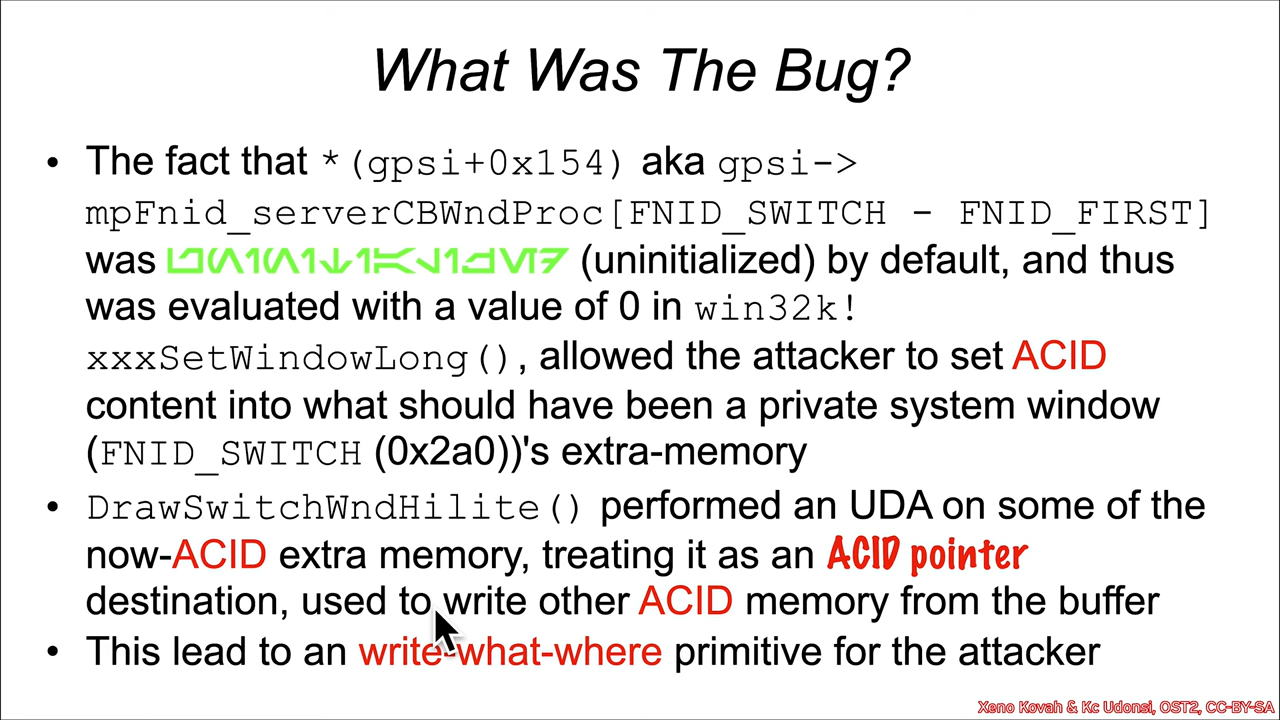 What Was The Bug?
• The fact that *(gpsi+0x154) aka gpsi->
mpFnid_serverCBWndProc[FNID_SWITCH - FNID_FIRST]
was (uninitialized) by default, and thus
was evaluated with a value of 0 in win32k!
xxxSetWindowLong(), allowed the attacker to set ACID
content into what should have been a private system window
(FNID_SWITCH (0x2a0))'s extra-memory
• DrawSwitchWndHilite() performed an UDA on some of the
now-ACID extra memory, treating it as an ACID pointer
destination, used to write other ACID memory from the buffer
• This lead to an write-what-where primitive for the attacker
Xeno Kovah & Kc Udonsi, OST2, CC-BY-SA